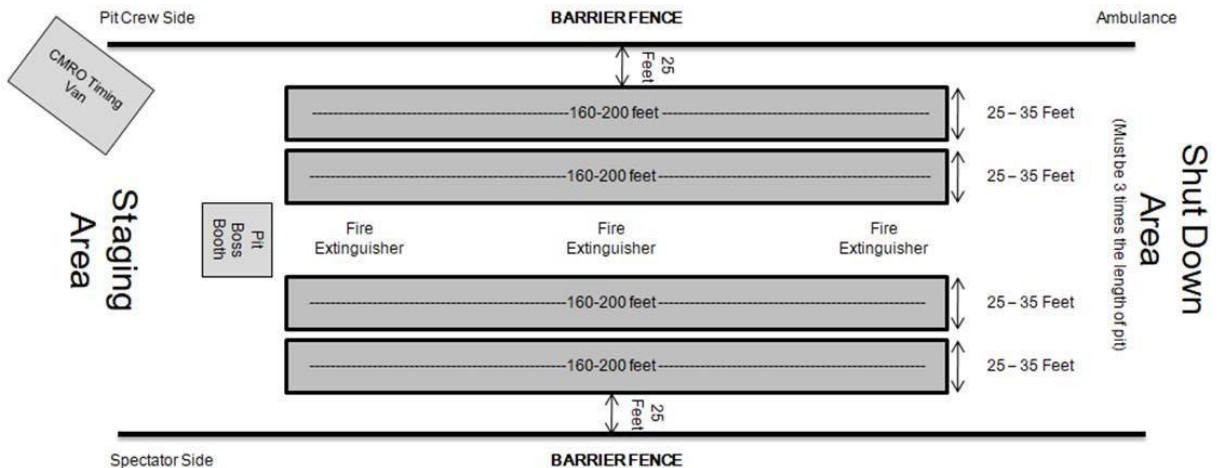 Pit Crew Side
BARRIER FENCE
Ambulance
CMRO Timing
Van
25
Feet
160-200 feet
25 – 35 Feet
160-200 feet
25 – 35 Feet
Staging
Area
Pit
Boss
Booth
Fire
Extinguisher
Fire
Extinguisher
Fire
Extinguisher
Shut Down
Area
(Must be 3 times the length of pit)
160-200 feet
25 – 35 Feet
160-200 feet
25 – 35 Feet
25
Feet
Spectator Side
BARRIER FENCE